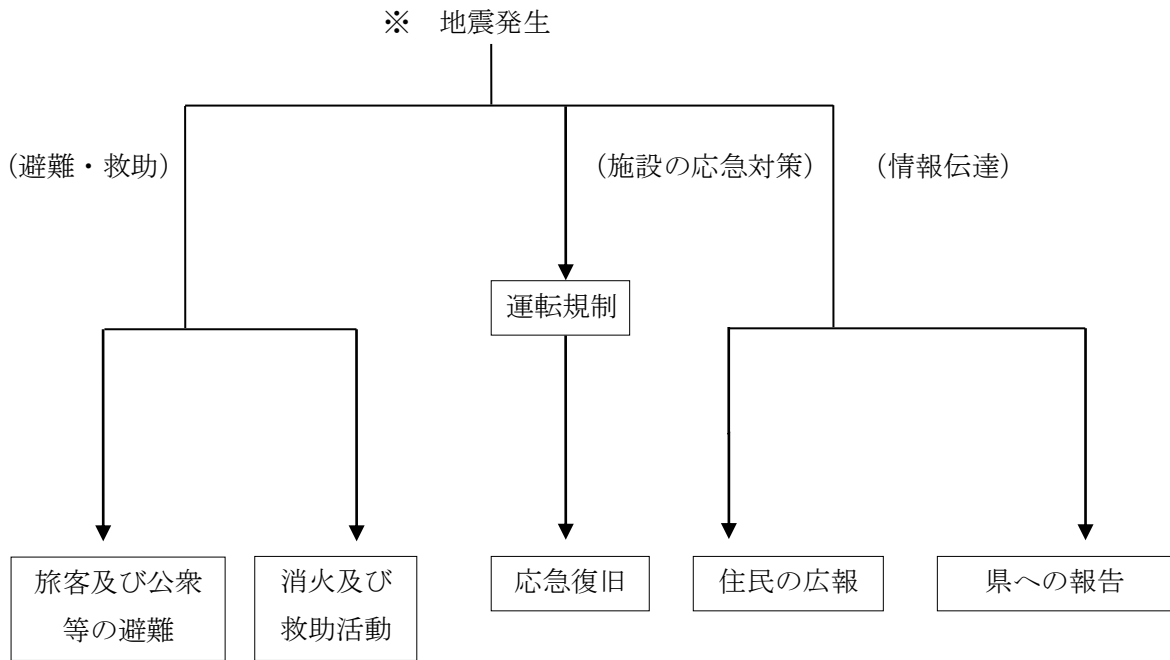 ※　地震発生
（避難・救助）
（施設の応急対策）
（情報伝達）
運転規制
旅客及び公衆
等の避難
消火及び
救助活動
応急復旧
住民の広報
県への報告